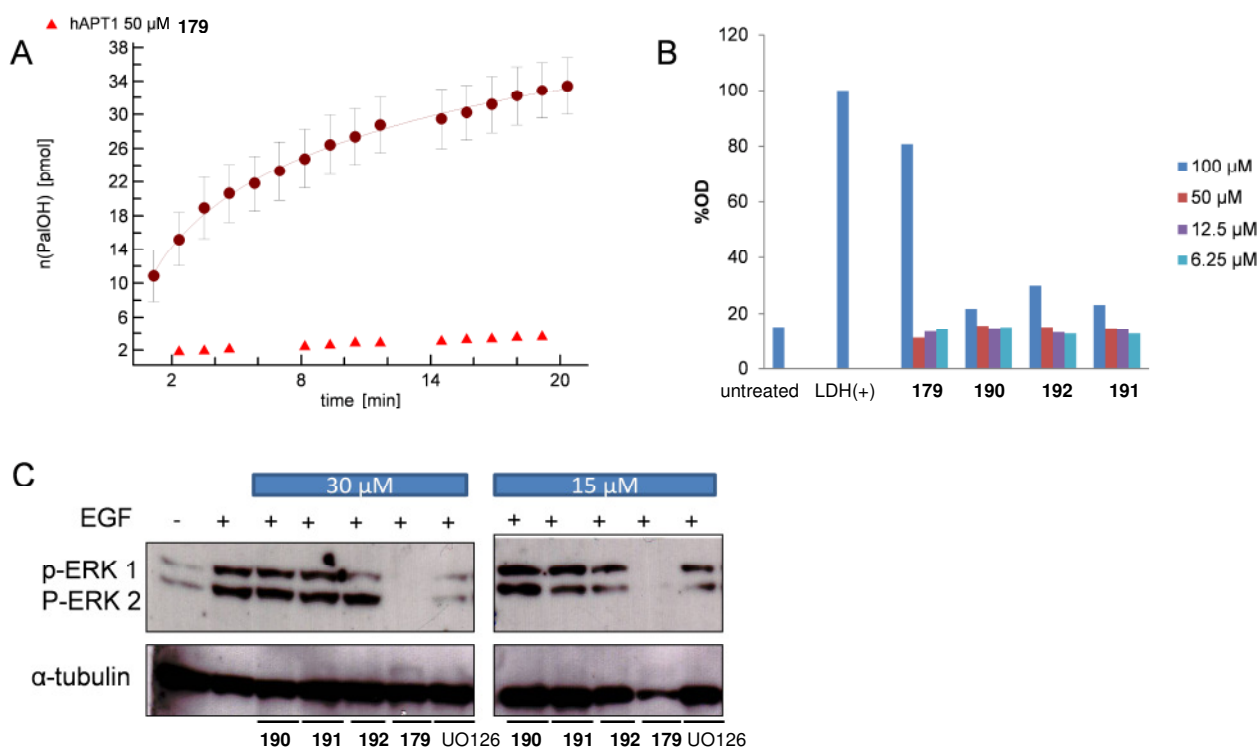 ▲ hAPT1 50 µM 179
A
n(PalOH) [pmol]
38
34
30
26
22
18
14
10
6
2
2 8 14 20
time [min]
B
%OD
120
100
80
60
40
20
0
untreated LDH(+) 179 190 192 191
100 µM
50 µM
12.5 µM
6.25 µM
C
30 µM 15 µM
EGF - + + + + + + + + + + +
p-ERK 1
P-ERK 2
α-tubulin
190 191 192 179 UO126 190 191 192 179 UO126